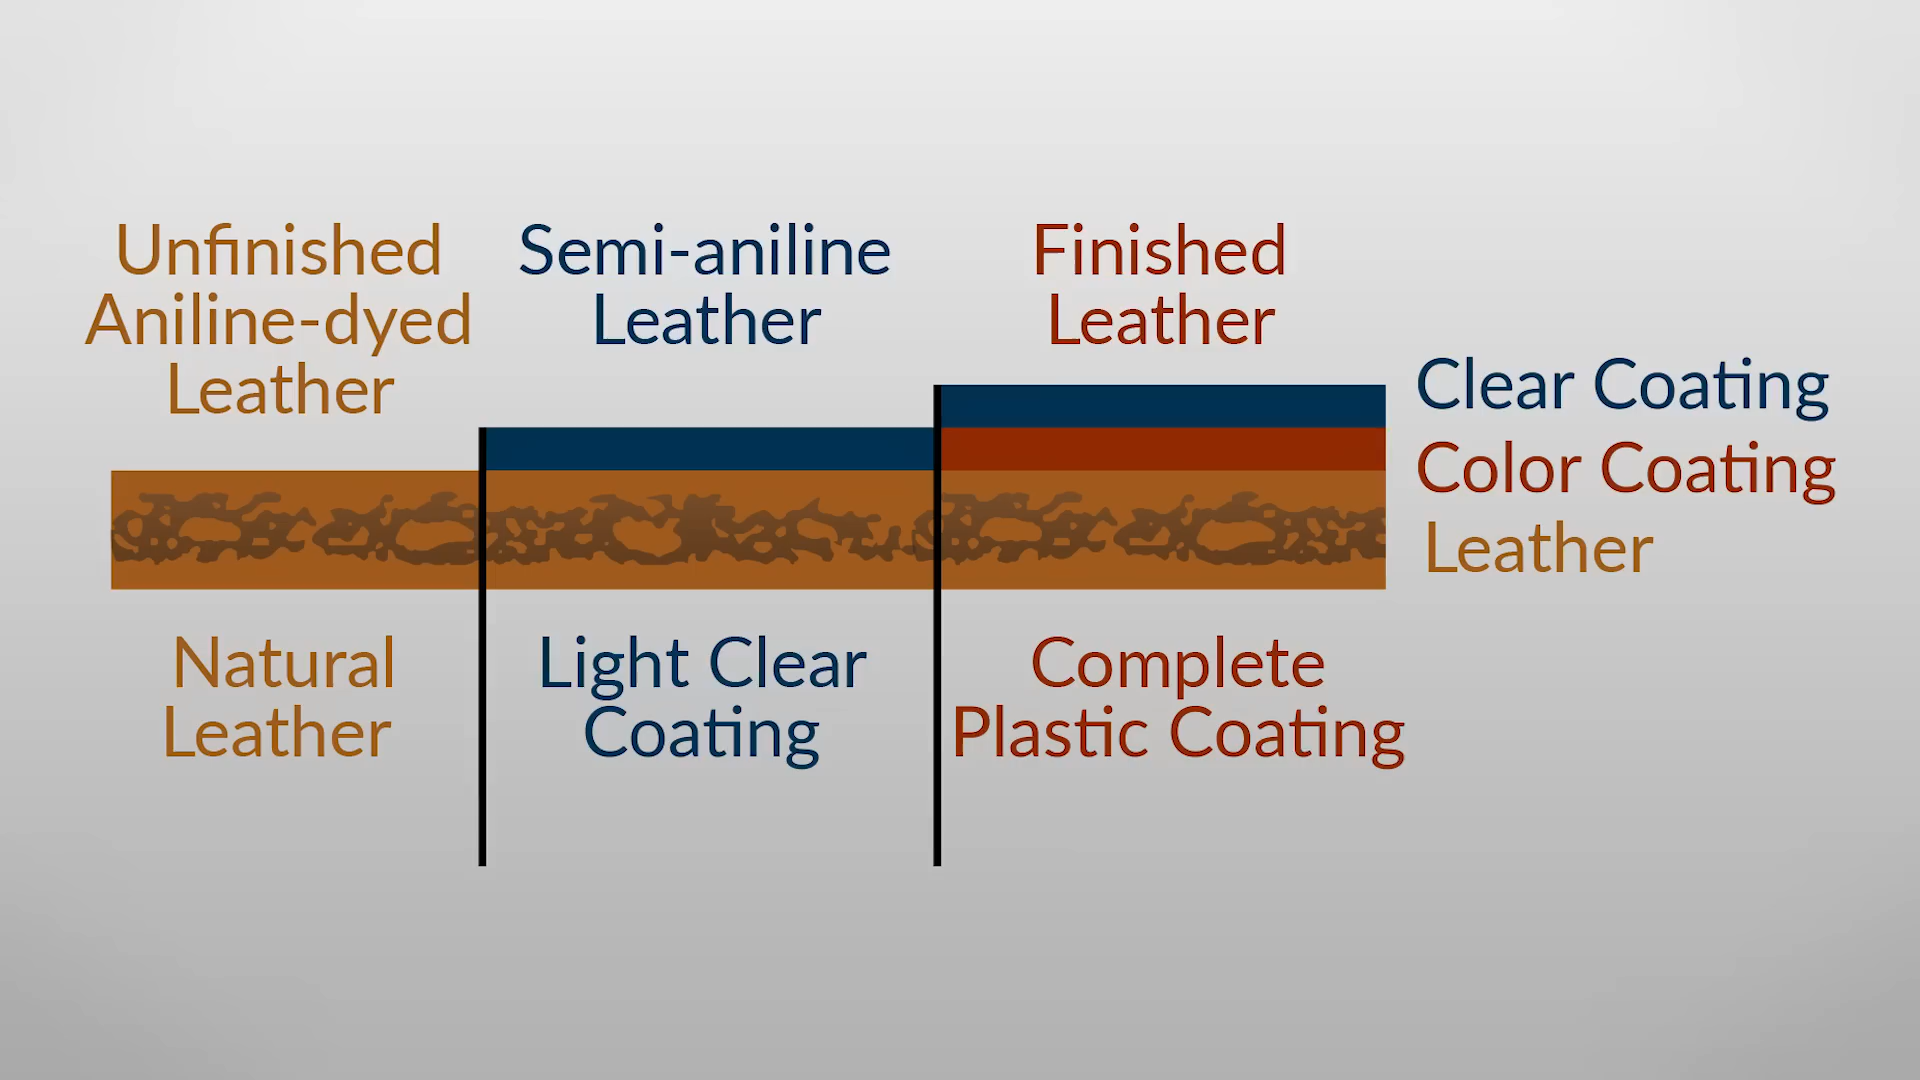 Unfinished
Aniline-dyed
Leather
Semi-aniline
Leather
Finished
Leather
Clear Coating
Color Coating
Leather
Natural
Leather
Light Clear
Coating
Complete
Plastic Coating